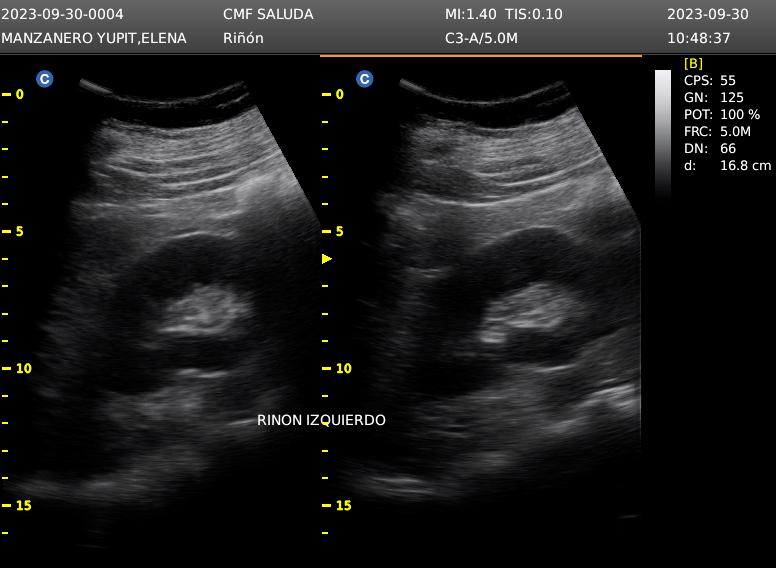 2023-09-30-0004 CMF SALUDA MI:1.40 TIS:0.10 2023-09-30
MANZANERO YUPIT,ELENA Riñón C3-A/5.0M 10:48:37
C C
[B]
CPS: 55
GN: 125
POT: 100 %
FRC: 5.0M
DN: 66
d: 16.8 cm
0 0
5 5
10 10
RINON IZQUIERDO
15 15